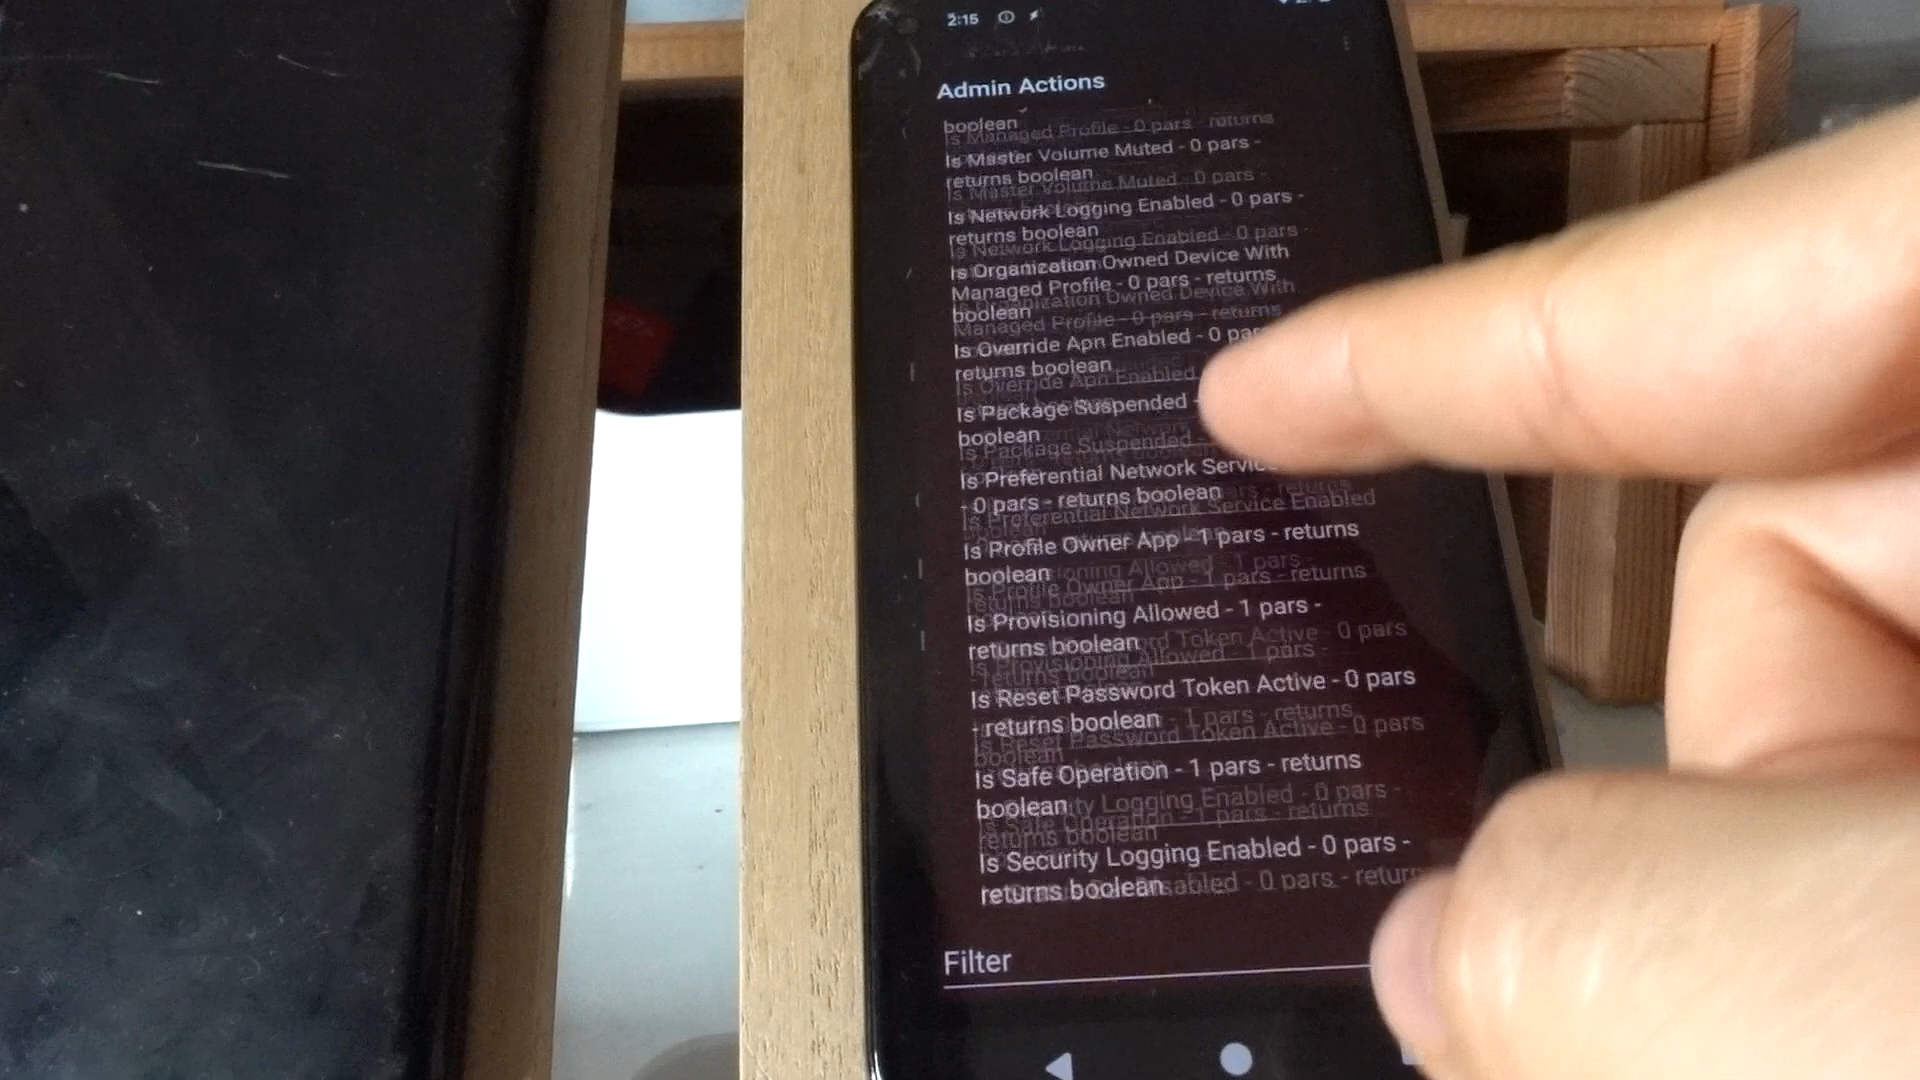 2:15
Admin Actions
boolean
Is Master Volume Muted - 0 pars -
returns boolean
Is Network Logging Enabled - 0 pars -
returns boolean
Is Organization Owned Device With
Managed Profile - 0 pars - returns
boolean
Is Override Apn Enabled - 0 pars
returns boolean
Is Package Suspended -
boolean
Is Preferential Network Service
- 0 pars - returns boolean
Is Profile Owner App - 1 pars - returns
boolean
Is Provisioning Allowed - 1 pars -
returns boolean
Is Reset Password Token Active - 0 pars
- returns boolean
Is Safe Operation - 1 pars - returns
boolean
Is Security Logging Enabled - 0 pars -
returns boolean
Filter